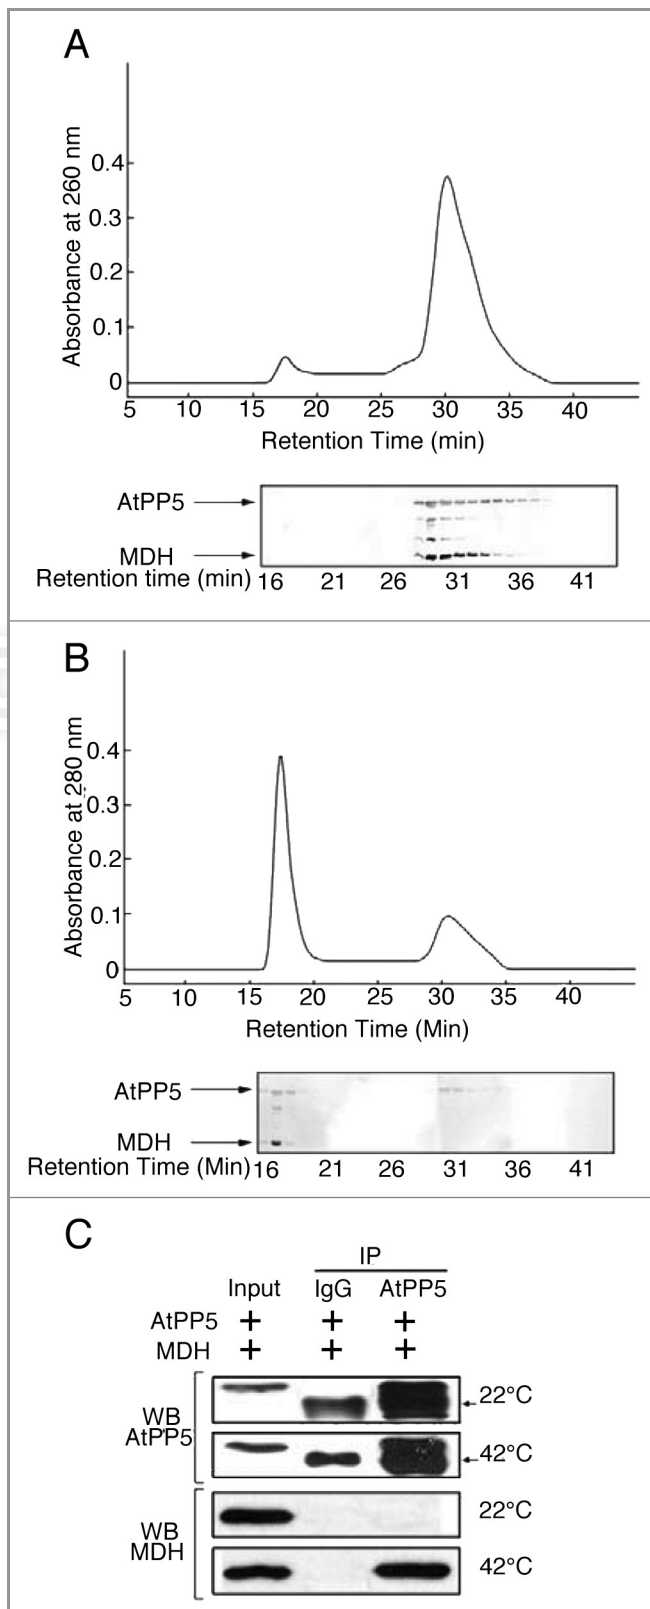 A
Absorbance at 260 nm
0.4
0.3
0.2
0.1
0
5 10 15 20 25 30 35 40
Retention Time (min)
AtPP5
MDH
Retention time (min) 16 21 26 31 36 41
B
Absorbance at 280 nm
0.4
0.3
0.2
0.1
0
5 10 15 20 25 30 35 40
Retention Time (Min)
AtPP5
MDH
Retention Time (Min) 16 21 26 31 36 41
C
IP
Input IgG AtPP5
AtPP5 + + +
MDH + + +
WB AtPP5
22°C
42°C
WB MDH
22°C
42°C